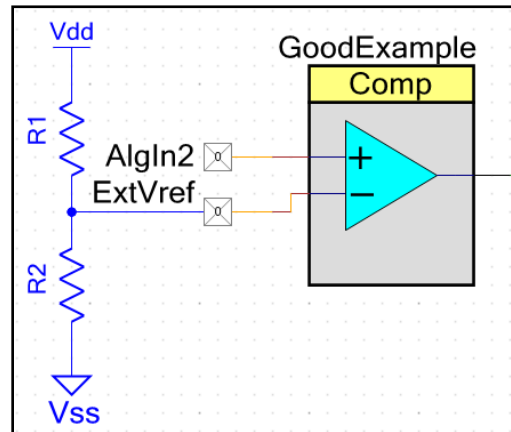 Vdd
GoodExample
Comp
R1
AlgIn2
ExtVref
+
−
R2
Vss